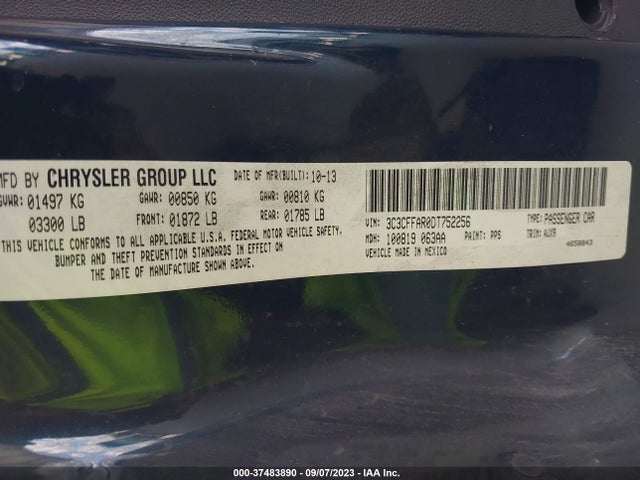 MFD BY CHRYSLER GROUP LLC DATE OF MFR(BUILT): 10-13
GVWR: 01497 KG GAWR: 00850 KG GAWR: 00810 KG
03300 LB FRONT: 01872 LB REAR: 01785 LB
THIS VEHICLE CONFORMS TO ALL APPLICABLE U.S.A. FEDERAL MOTOR VEHICLE SAFETY,
BUMPER AND THEFT PREVENTION STANDARDS IN EFFECT ON
THE DATE OF MANUFACTURE SHOWN ABOVE.
VIN: 3C3CFFAR0DT752256 TYPE: PASSENGER CAR
MDH: 100819 063AA PAINT: PPS TRIM: AJX9
VEHICLE MADE IN MEXICO 4658843
000-37483890 - 09/07/2023 - IAA Inc.